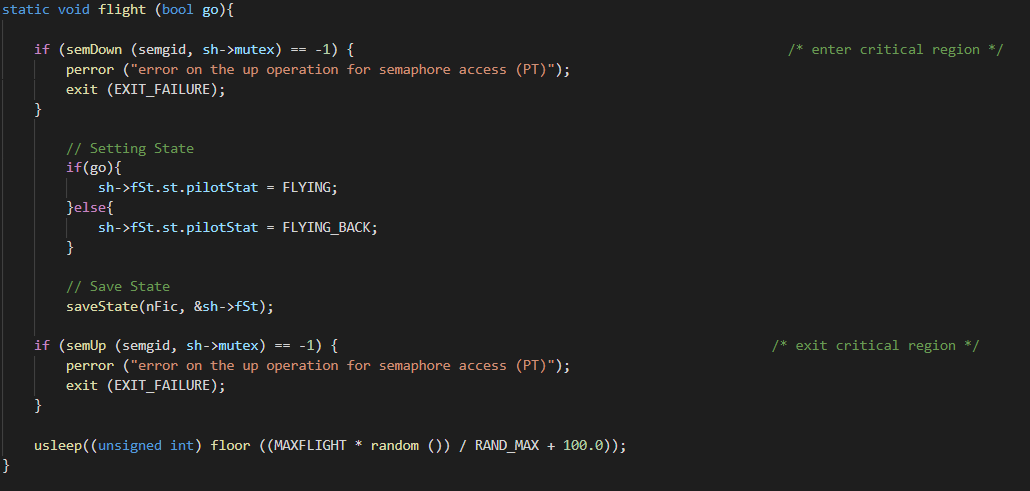 static void flight (bool go){
if (semDown (semgid, sh->mutex) == -1) { /* enter critical region */
perror ("error on the up operation for semaphore access (PT)");
exit (EXIT_FAILURE);
}
// Setting State
if(go){
sh->fSt.st.pilotStat = FLYING;
}else{
sh->fSt.st.pilotStat = FLYING_BACK;
}
// Save State
saveState(nFic, &sh->fSt);
if (semUp (semgid, sh->mutex) == -1) { /* exit critical region */
perror ("error on the up operation for semaphore access (PT)");
exit (EXIT_FAILURE);
}
usleep((unsigned int) floor ((MAXFLIGHT * random ()) / RAND_MAX + 100.0));
}